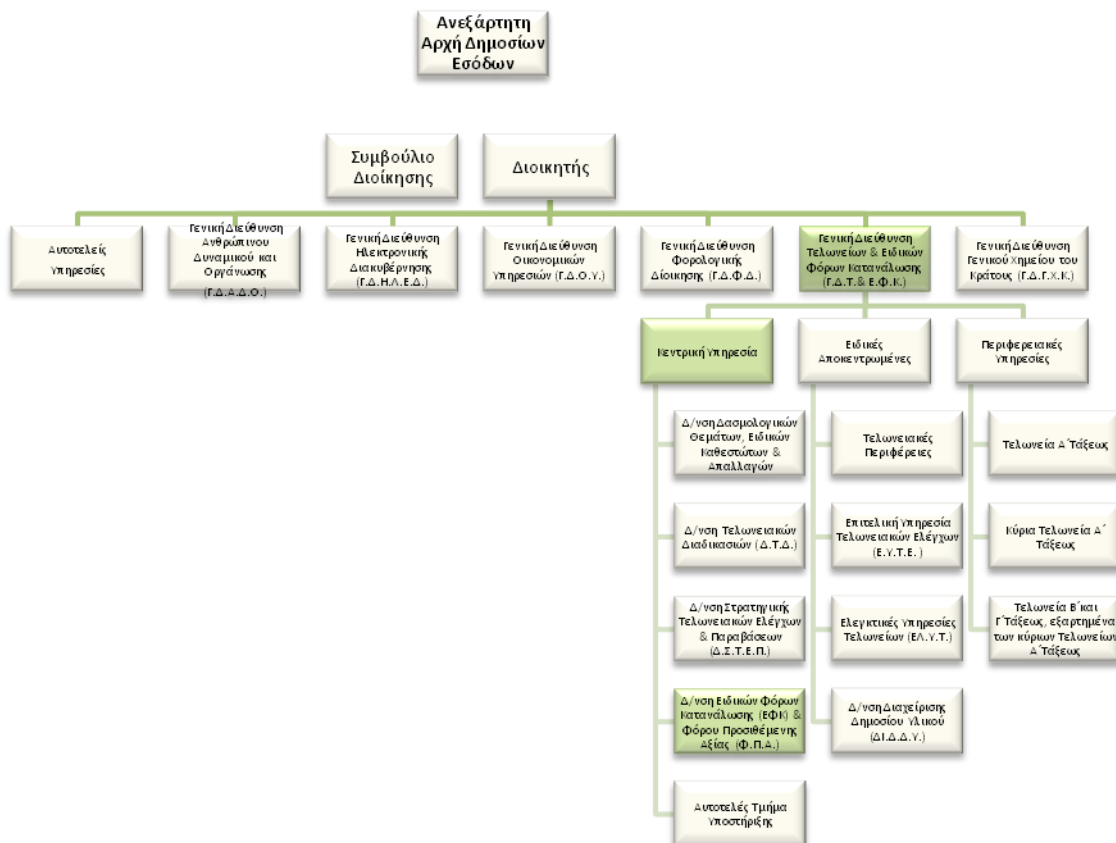 Ανεξάρτητη
Αρχή Δημοσίων
Εσόδων
Συμβούλιο
Διοίκησης
Διοικητής
Αυτοτελείς
Υπηρεσίες
Γενική Διεύθυνση
Ανθρώπινου
Δυναμικού και
Οργάνωσης
(Γ.Δ.Α.Δ.Ο.)
Γενική Διεύθυνση
Ηλεκτρονικής
Διακυβέρνησης
(Γ.Δ.Η.Λ.Ε.Δ.)
Γενική Διεύθυνση
Οικονομικών
Υπηρεσιών (Γ.Δ.Ο.Υ.)
Γενική Διεύθυνση
Φορολογικής
Δίοικησης (Γ.Δ.Φ.Δ.)
Γενική Διεύθυνση
Τελωνείων & Ειδικών
Φόρων Κατανάλωσης
(Γ.Δ.Τ.& Ε.Φ.Κ.)
Γενική Διεύθυνση
Γενικού Χημείου του
Κράτους (Γ.Δ.Γ.Χ.Κ.)
Κεντρική Υπηρεσία
Ειδικές
Αποκεντρωμένες
Περιφερειακές
Υπηρεσίες
Δ/νση Δασμολογικών
Θεμάτων, Ειδικών
Καθεστώτων &
Απαλλαγών
Δ/νση Τελωνειακών
Διαδικασιών (Δ.Τ.Δ.)
Δ/νση Στρατηγικής
Τελωνειακών Ελέγχων
& Παραβάσεων
(Δ.Σ.Τ.Ε.Π.)
Δ/νση Ειδικών Φόρων
Κατανάλωσης (ΕΦΚ) &
Φόρου Προσιθέμενης
Αξίας (Φ.Π.Α.)
Αυτοτελές Τμήμα
Υποστήριξης
Τελωνειακές
Περιφέρειες
Επιτελική Υπηρεσία
Τελωνειακών Ελέγχων
(Ε.Υ.Τ.Ε. )
Ελεγκτικές Υπηρεσίες
Τελωνείων (ΕΛ.Υ.Τ.)
Δ/νση Διαχείρισης
Δημοσίου Υλικού
(ΔΙ.Δ.Δ.Υ.)
Τελωνεία Α΄Τάξεως
Κύρια Τελωνεία Α΄
Τάξεως
Τελωνεία Β΄και
Γ΄Τάξεως, εξαρτημένα
των κύριων Τελωνείων
Α΄Τάξεως